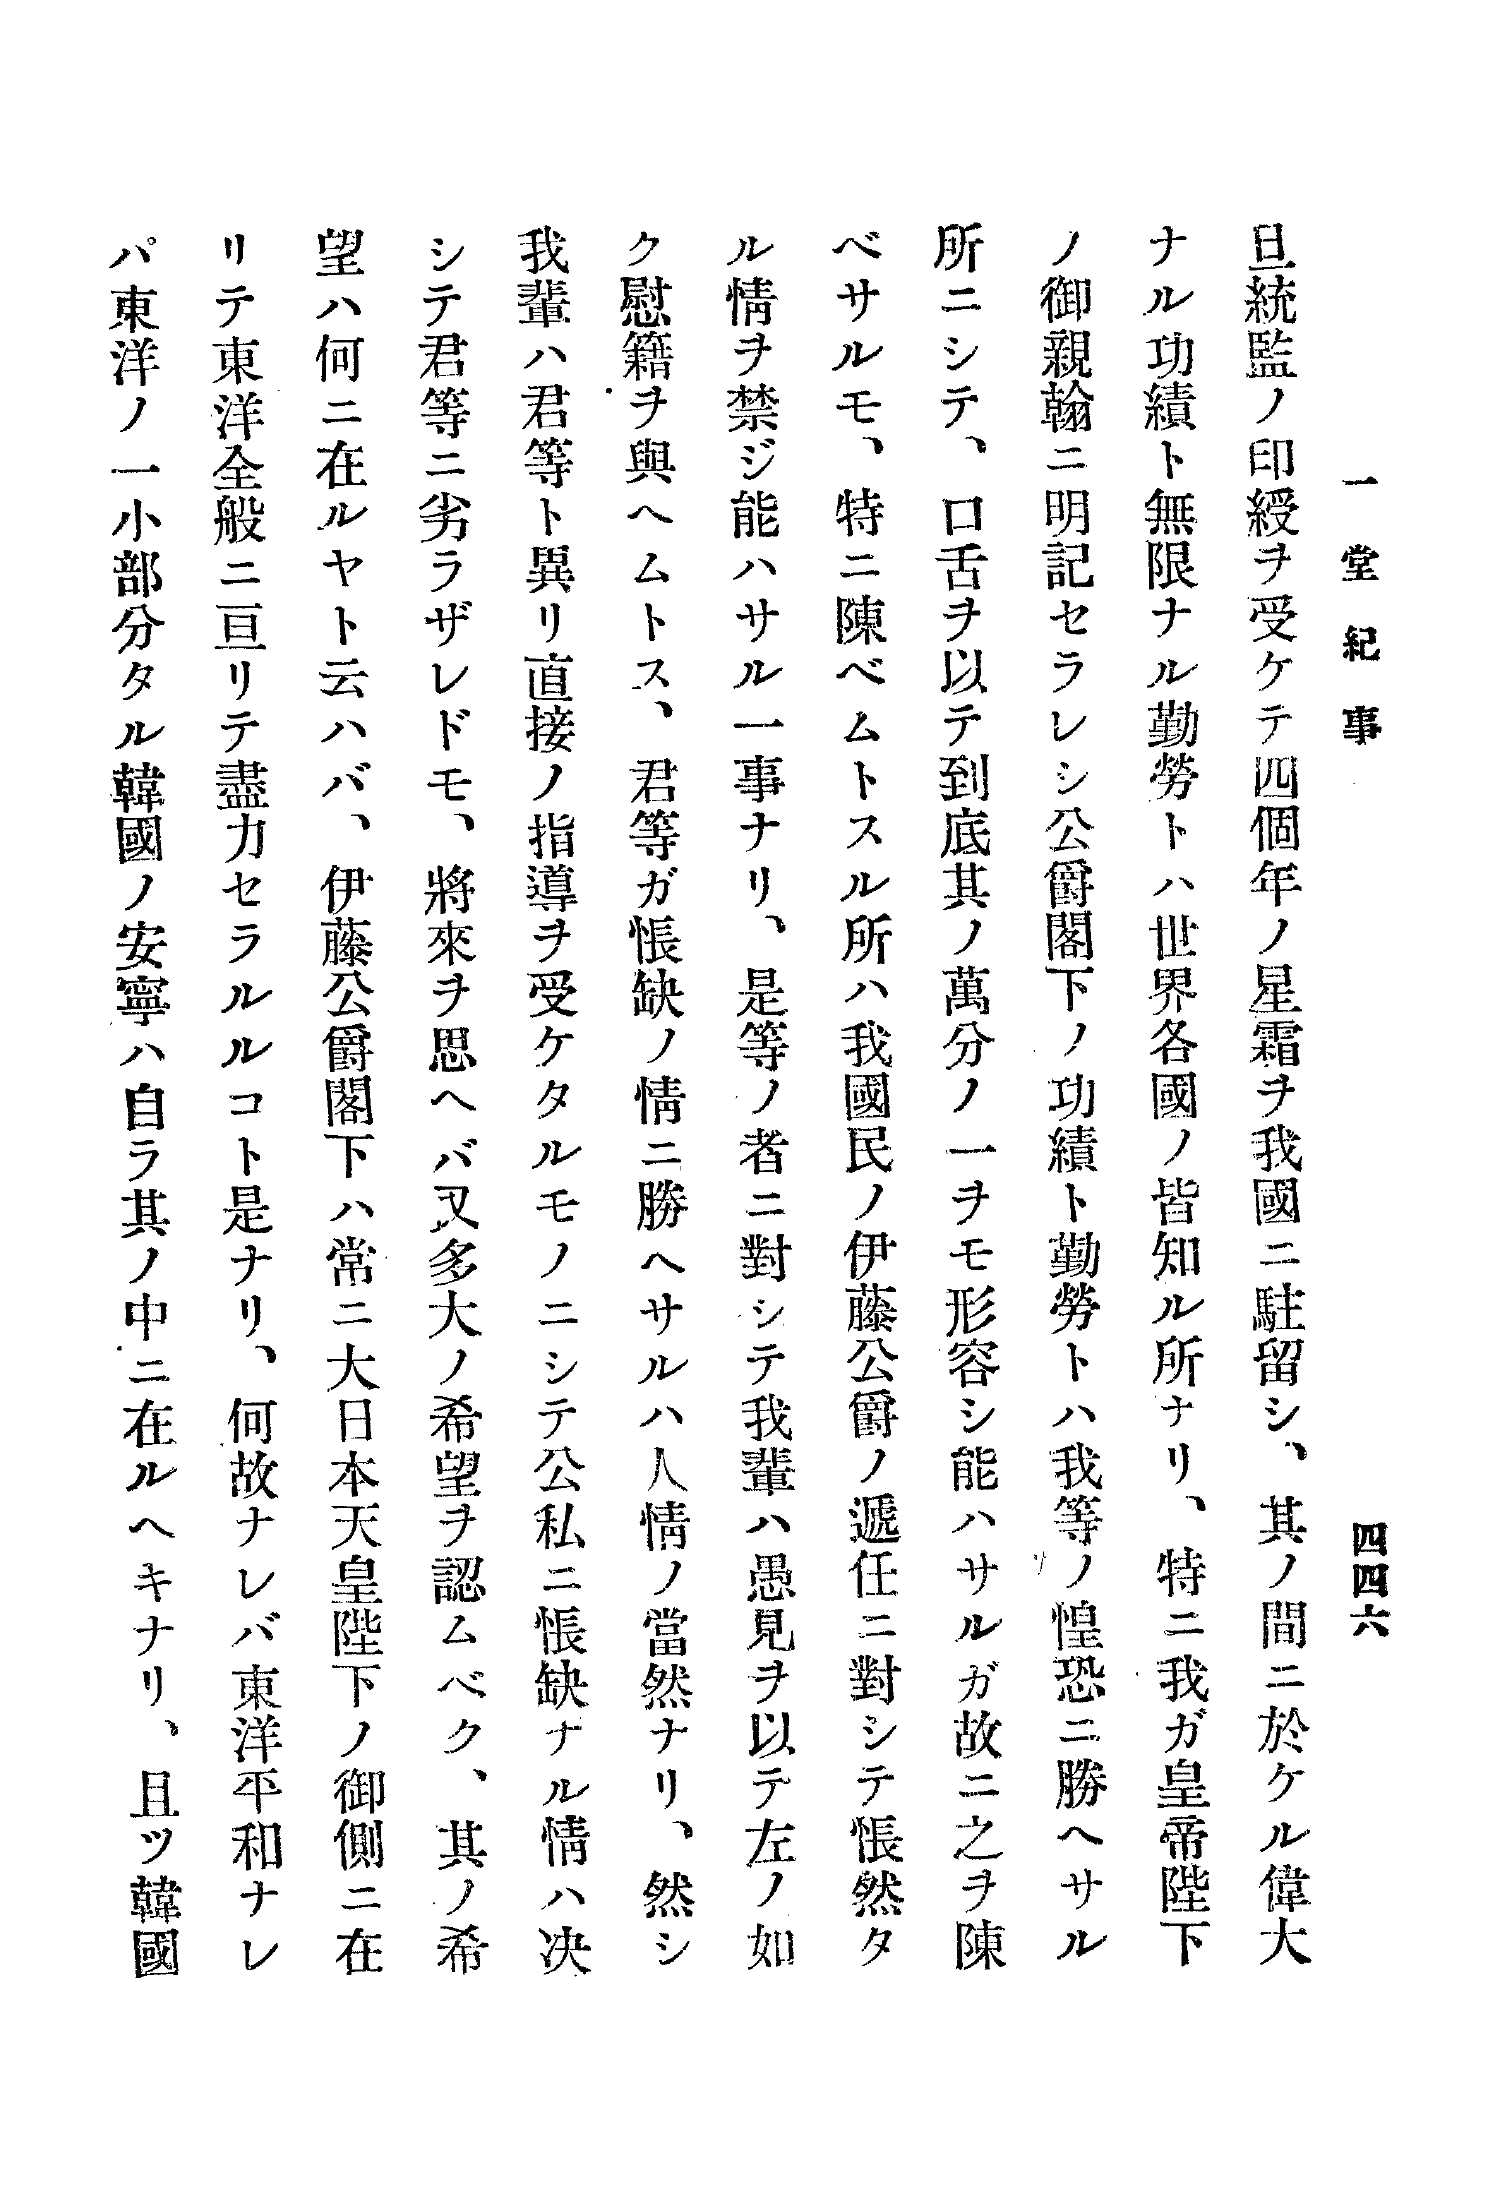 一堂紀事
四四六
旦統監ノ印綬ヲ受ケテ四個年ノ星霜ヲ我國ニ駐留シ、其ノ間ニ於ケル偉大
ナル功績ト無限ナル勤勞トハ世界各國ノ皆知ル所ナリ、特ニ我ガ皇帝陛下
ノ御親翰ニ明記セラレシ公爵閣下ノ功績ト勤勞トハ我等ノ惶恐ニ勝ヘサル
所ニシテ、口舌ヲ以テ到底其ノ萬分ノ一ヲモ形容シ能ハサルガ故ニ之ヲ陳
ベサルモ、特ニ陳ベムトスル所ハ我國民ノ伊藤公爵ノ遞任ニ對シテ悵然タ
ル情ヲ禁ジ能ハサル一事ナリ、是等ノ者ニ對シテ我輩ハ愚見ヲ以テ左ノ如
ク慰籍ヲ與ヘムトス、君等ガ悵缺ノ情ニ勝ヘサルハ人情ノ當然ナリ、然シ
我輩ハ君等ト異リ直接ノ指導ヲ受ケタルモノニシテ公私ニ悵缺ナル情ハ决
シテ君等ニ劣ラザレドモ、將來ヲ思ヘバ又多大ノ希望ヲ認ムベク、其ノ希
望ハ何ニ在ルヤト云ハバ、伊藤公爵閣下ハ常ニ大日本天皇陛下ノ御側ニ在
リテ東洋全般ニ亘リテ盡力セラルルコト是ナリ、何故ナレバ東洋平和ナレ
パ東洋ノ一小部分タル韓國ノ安寧ハ自ラ其ノ中ニ在ルヘキナリ、且ツ韓國